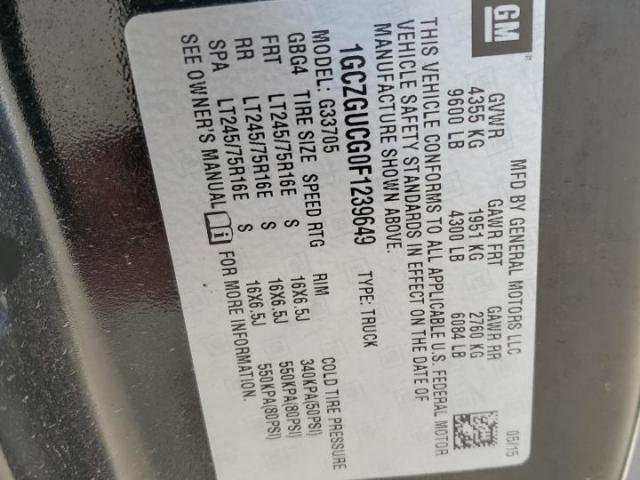 GM
MFD BY GENERAL MOTORS LLC 05/15
GVWR GAWR FRT GAWR RR
4355 KG 1951 KG 2760 KG
9600 LB 4300 LB 6084 LB
THIS VEHICLE CONFORMS TO ALL APPLICABLE U.S. FEDERAL MOTOR
VEHICLE SAFETY STANDARDS IN EFFECT ON THE DATE OF
MANUFACTURE SHOWN ABOVE.
1GCZGUCG0F1239649 TYPE: TRUCK
MODEL: G33705
GBG4 TIRE SIZE SPEED RTG RIM COLD TIRE PRESSURE
FRT LT245/75R16E S 16X6.5J 340KPA(50PSI)
RR LT245/75R16E S 16X6.5J 550KPA(80PSI)
SPA LT245/75R16E S 16X6.5J 550KPA(80PSI)
SEE OWNER'S MANUAL i FOR MORE INFORMATION.